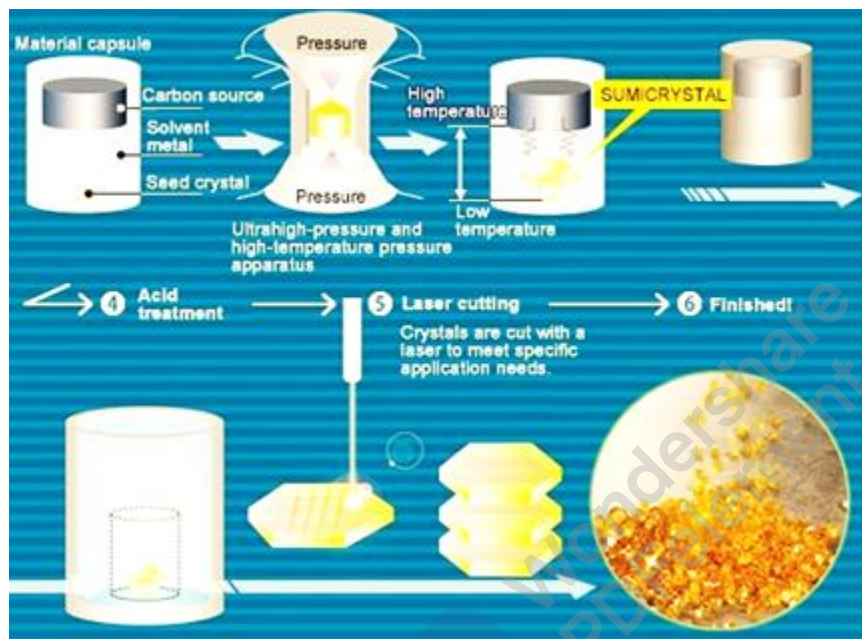 Material capsule
Carbon source
Solvent
metal
Seed crystal
Pressure
Pressure
Ultrahigh-pressure and
high-temperature pressure
apparatus
High
temperature
SUMICRYSTAL
Low
temperature
4 Acid
treatment
5 Laser cutting
Crystals are cut with a
laser to meet specific
application needs.
6 Finished!
Wondershare
PDFelement